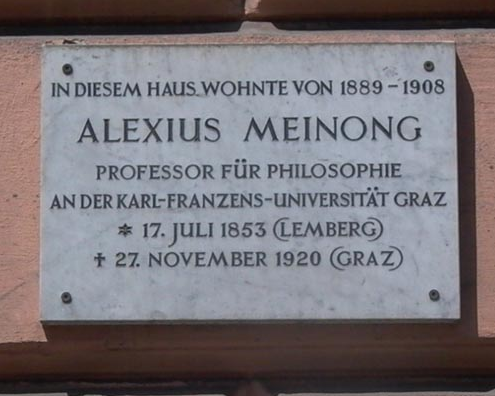 IN DIESEM HAUS WOHNTE VON 1889-1908
ALEXIUS MEINONG
PROFESSOR FÜR PHILOSOPHIE
AN DER KARL-FRANZENS-UNIVERSITÄT GRAZ
* 17. JULI 1853 (LEMBERG)
† 27. NOVEMBER 1920 (GRAZ)